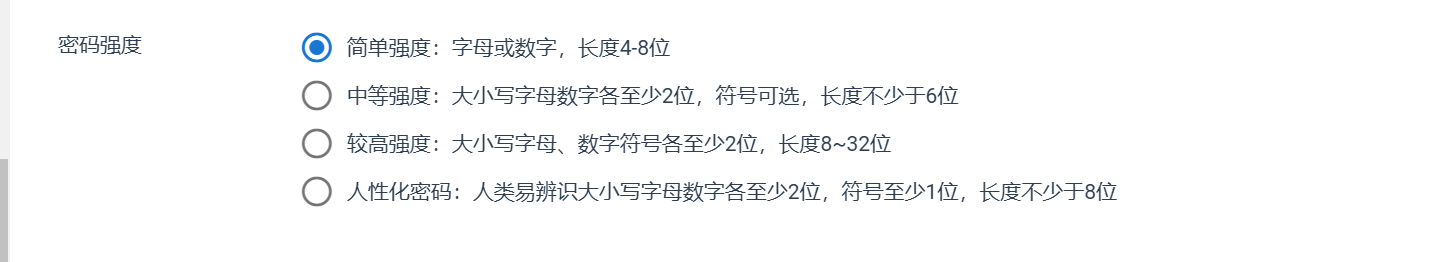 密码强度
简单强度：字母或数字，长度4-8位
中等强度：大小写字母数字各至少2位，符号可选，长度不少于6位
较高强度：大小写字母、数字符号各至少2位，长度8~32位
人性化密码：人类易辨识大小写字母数字各至少2位，符号至少1位，长度不少于8位